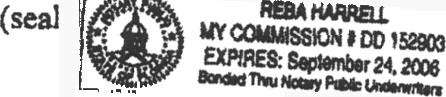 (seal
REBA HARRELL
MY COMMISSION # DD 152903
EXPIRES: September 24, 2006
Bonded Thru Notary Public Underwriters